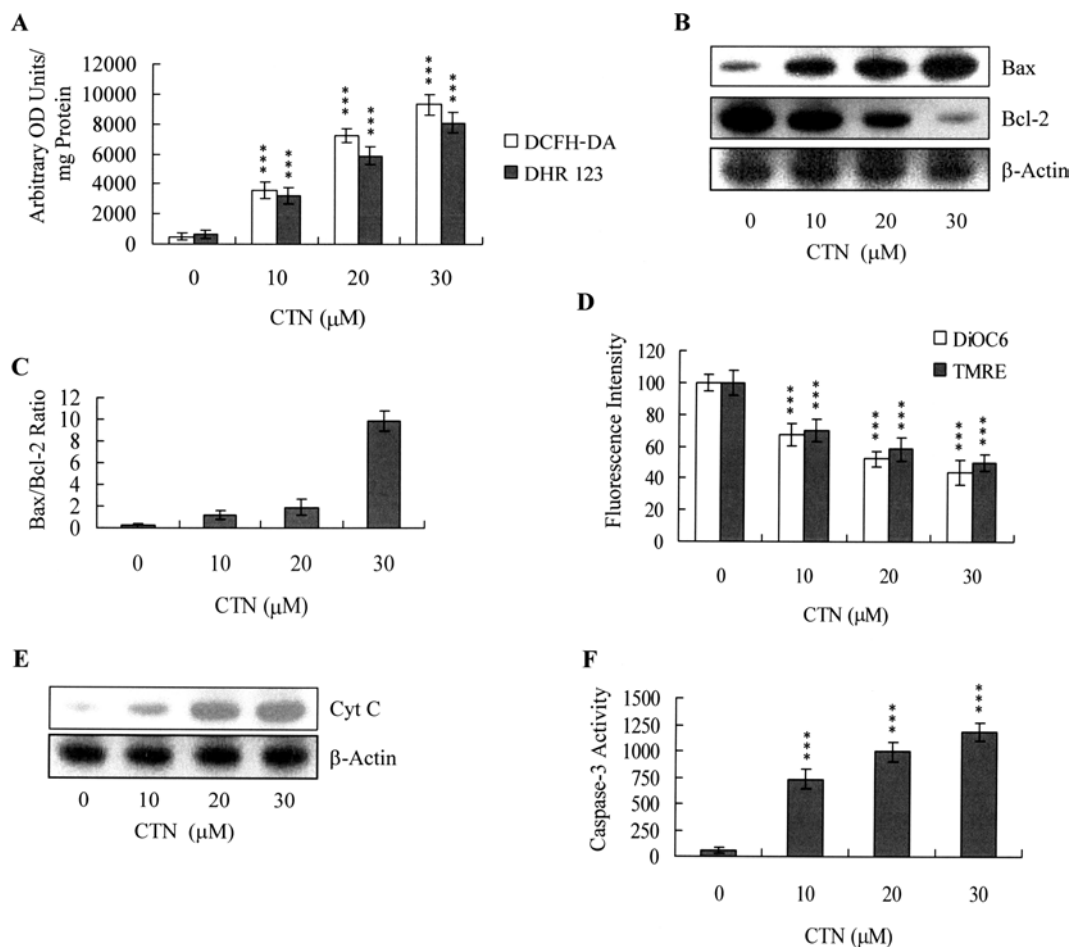 A
Arbitrary OD Units/
mg Protein
12000
10000
8000
6000
4000
2000
0
***
***
***
***
***
***
DCFH-DA
DHR 123
0 10 20 30
CTN (μM)
B
Bax
Bcl-2
β-Actin
0 10 20 30
CTN (μM)
C
Bax/Bcl-2 Ratio
12
10
8
6
4
2
0
0 10 20 30
CTN (μM)
D
Fluorescence Intensity
120
100
80
60
40
20
0
***
***
***
***
***
***
DiOC6
TMRE
0 10 20 30
CTN (μM)
E
Cyt C
β-Actin
0 10 20 30
CTN (μM)
F
Caspase-3 Activity
1500
1250
1000
750
500
250
0
***
***
***
0 10 20 30
CTN (μM)